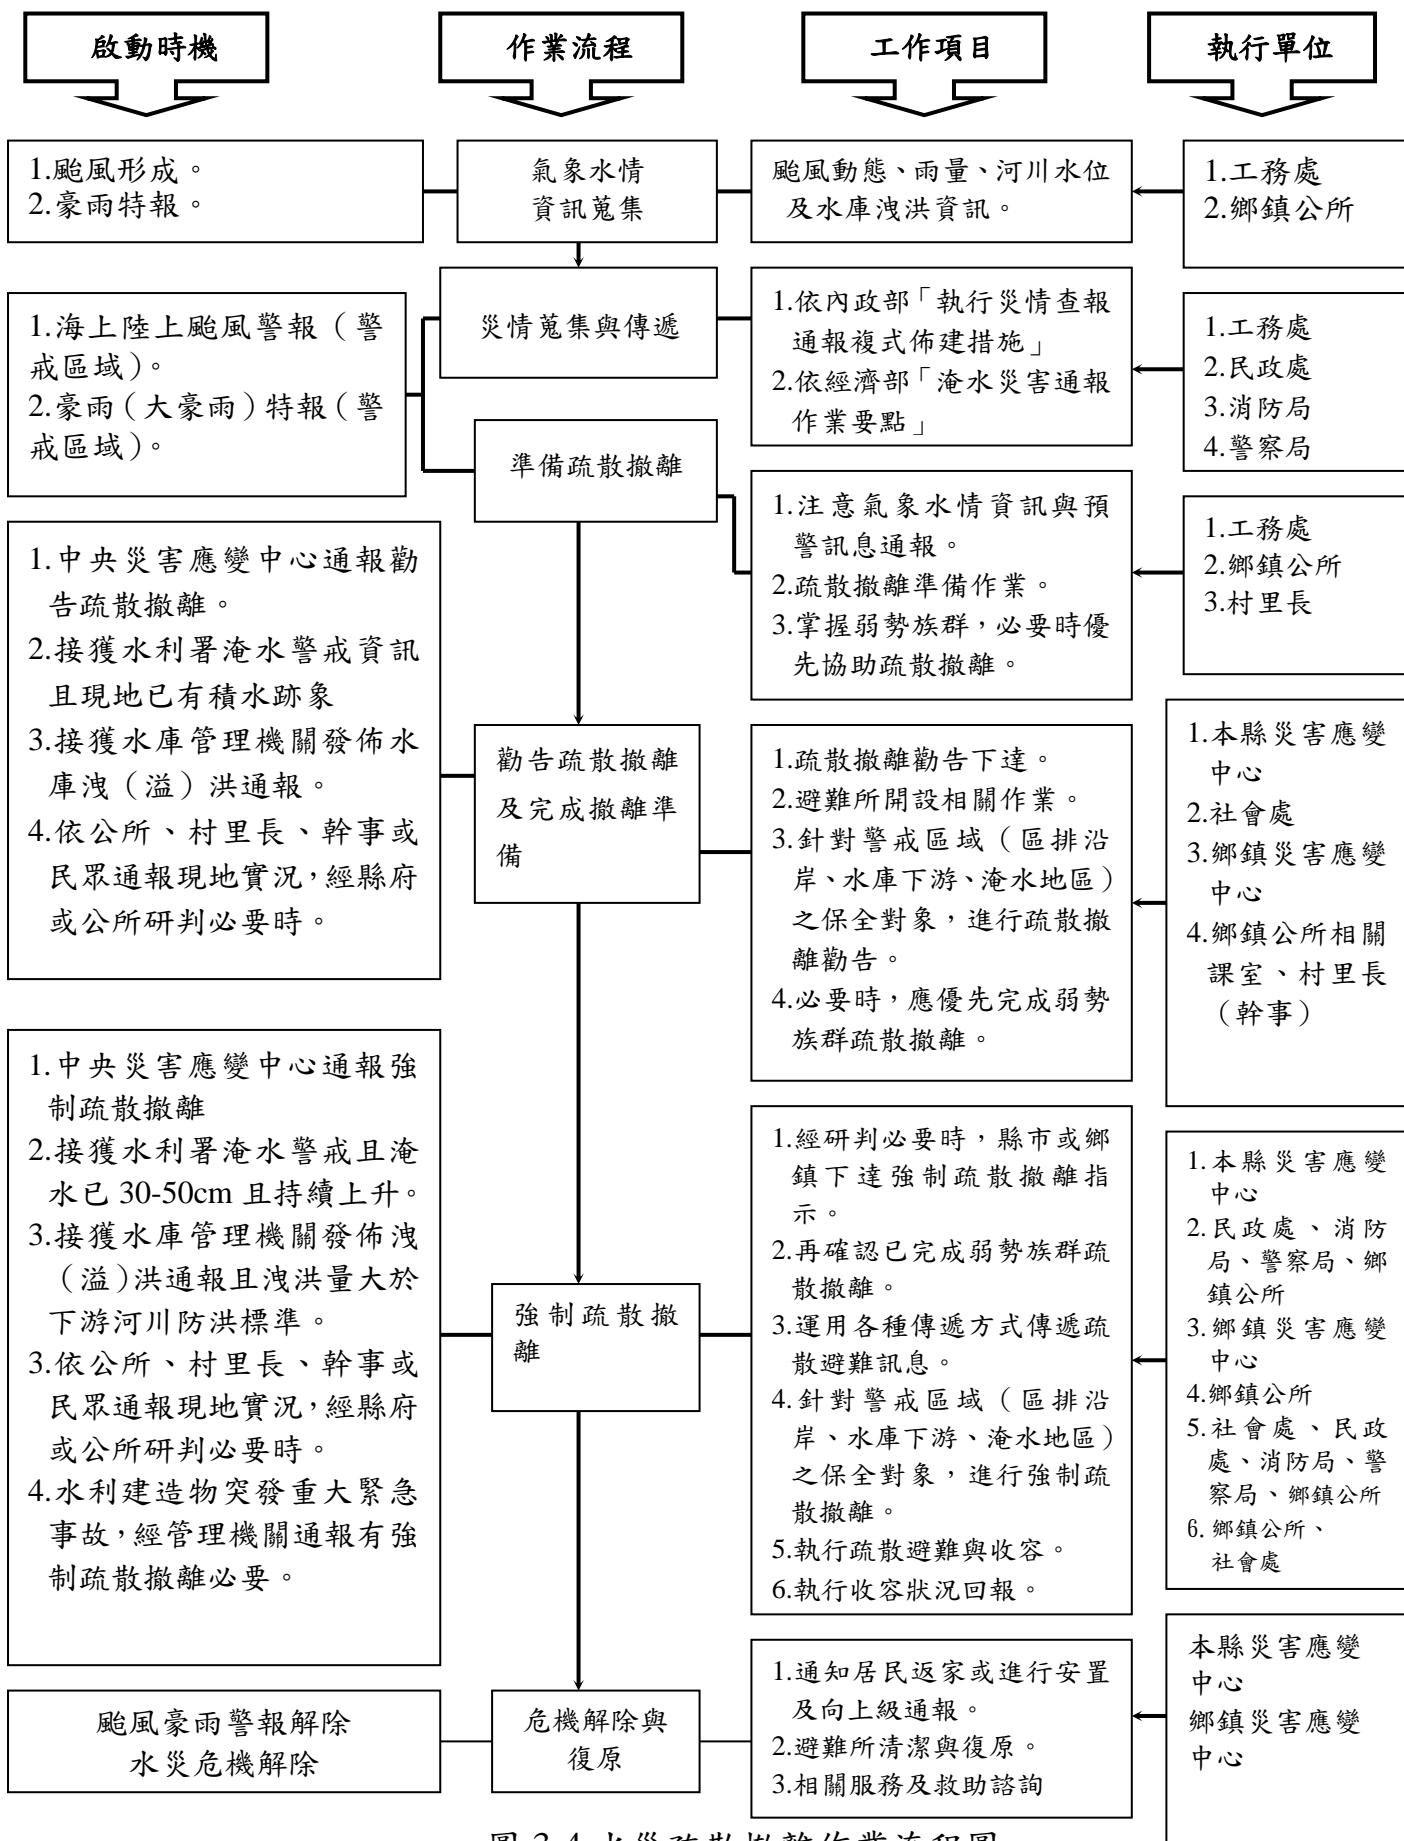 啟動時機
作業流程
工作項目
執行單位
1.颱風形成。
2.豪雨特報。
氣象水情
資訊蒐集
颱風動態、雨量、河川水位
及水庫洩洪資訊。
1.工務處
2.鄉鎮公所
1.海上陸上颱風警報（警
戒區域）。
2.豪雨（大豪雨）特報（警
戒區域）。
災情蒐集與傳遞
1.依內政部「執行災情查報
通報複式佈建措施」
2.依經濟部「淹水災害通報
作業要點」
1.工務處
2.民政處
3.消防局
4.警察局
準備疏散撤離
1.注意氣象水情資訊與預
警訊息通報。
2.疏散撤離準備作業。
3.掌握弱勢族群，必要時優
先協助疏散撤離。
1.工務處
2.鄉鎮公所
3.村里長
1.中央災害應變中心通報勸
告疏散撤離。
2.接獲水利署淹水警戒資訊
且現地已有積水跡象
3.接獲水庫管理機關發佈水
庫洩（溢）洪通報。
4.依公所、村里長、幹事或
民眾通報現地實況，經縣府
或公所研判必要時。
勸告疏散撤離
及完成撤離準
備
1.疏散撤離勸告下達。
2.避難所開設相關作業。
3.針對警戒區域（區排沿
岸、水庫下游、淹水地區）
之保全對象，進行疏散撤
離勸告。
4.必要時，應優先完成弱勢
族群疏散撤離。
1.本縣災害應變
中心
2.社會處
3.鄉鎮災害應變
中心
4.鄉鎮公所相關
課室、村里長
（幹事）
1.中央災害應變中心通報強
制疏散撤離
2.接獲水利署淹水警戒且淹
水已 30-50cm 且持續上升。
3.接獲水庫管理機關發佈洩
（溢）洪通報且洩洪量大於
下游河川防洪標準。
3.依公所、村里長、幹事或
民眾通報現地實況，經縣府
或公所研判必要時。
4.水利建造物突發重大緊急
事故，經管理機關通報有強
制疏散撤離必要。
強制疏散撤
離
1.經研判必要時，縣市或鄉
鎮下達強制疏散撤離指
示。
2.再確認已完成弱勢族群疏
散撤離。
3.運用各種傳遞方式傳遞疏
散避難訊息。
4.針對警戒區域（區排沿
岸、水庫下游、淹水地區）
之保全對象，進行強制疏
散撤離。
5.執行疏散避難與收容。
6.執行收容狀況回報。
1.本縣災害應變
中心
2.民政處、消防
局、警察局、鄉
鎮公所
3.鄉鎮災害應變
中心
4.鄉鎮公所
5.社會處、民政
處、消防局、警
察局、鄉鎮公所
6.鄉鎮公所、
社會處
颱風豪雨警報解除
水災危機解除
危機解除與
復原
1.通知居民返家或進行安置
及向上級通報。
2.避難所清潔與復原。
3.相關服務及救助諮詢
本縣災害應變
中心
鄉鎮災害應變
中心
圖 3-4 水災疏散撤離作業流程圖